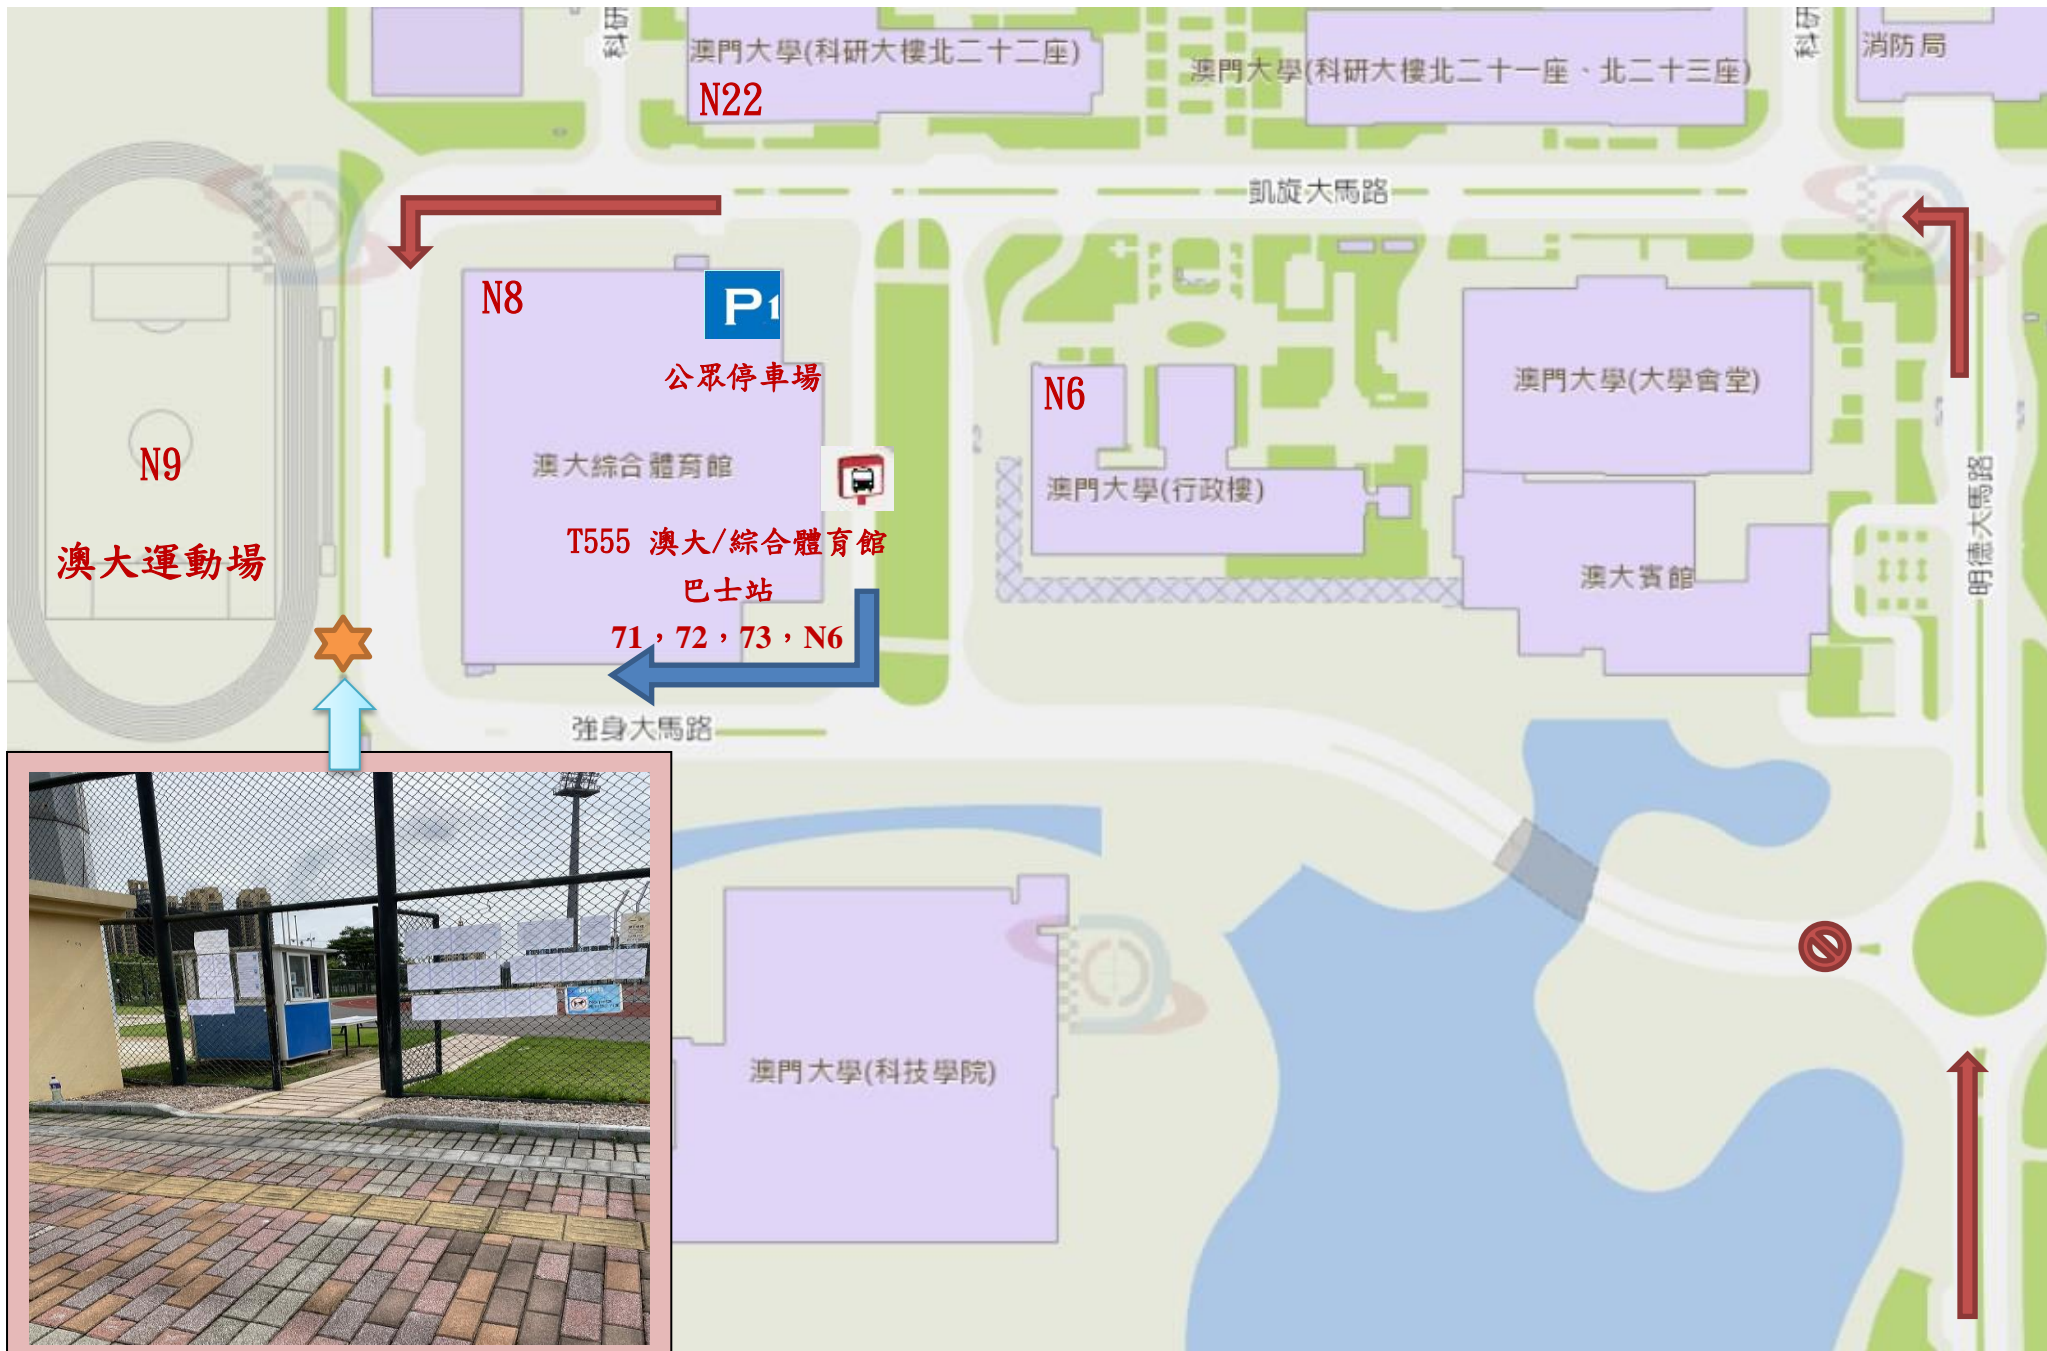 科研
澳門大學(科研大樓北二十二座)
N22
澳門大學(科研大樓北二十一座、北二十三座)
科研
消防局
凱旋大馬路
N8
P1
公眾停車場
澳大綜合體育館
N9
澳大運動場
T555 澳大/綜合體育館
巴士站
71，72，73，N6
N6
澳門大學(行政樓)
澳門大學(大學會堂)
澳大賓館
明德大馬路
強身大馬路
澳門大學(科技學院)